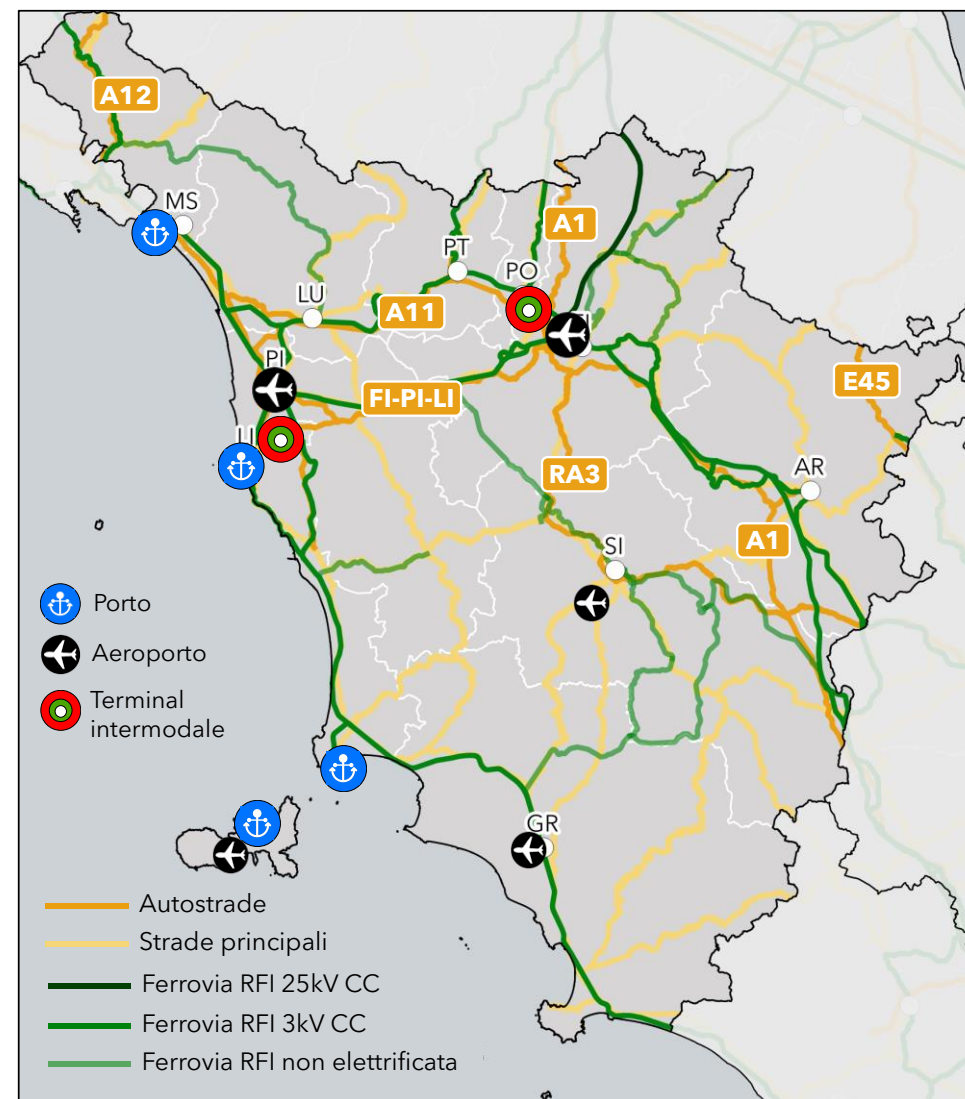 A12
MS
A1
PT
PO
LU
A11
PI
FI-PI-LI
E45
LI
RA3
AR
A1
SI
Porto
Aeroporto
Terminal
intermodale
GR
Autostrade
Strade principali
Ferrovia RFI 25kV CC
Ferrovia RFI 3kV CC
Ferrovia RFI non elettrificata